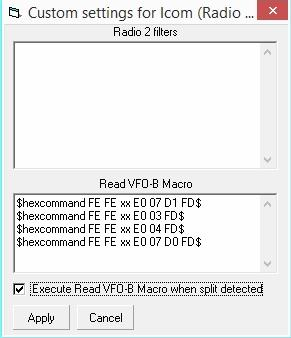 Custom settings for Icom (Radio ...
Radio 2 filters
Read VFO-B Macro
$hexcommand FE FE xx E0 07 D1 FD$
$hexcommand FE FE xx E0 03 FD$
$hexcommand FE FE xx E0 04 FD$
$hexcommand FE FE xx E0 07 D0 FD$
Execute Read VFO-B Macro when split detected
Apply Cancel